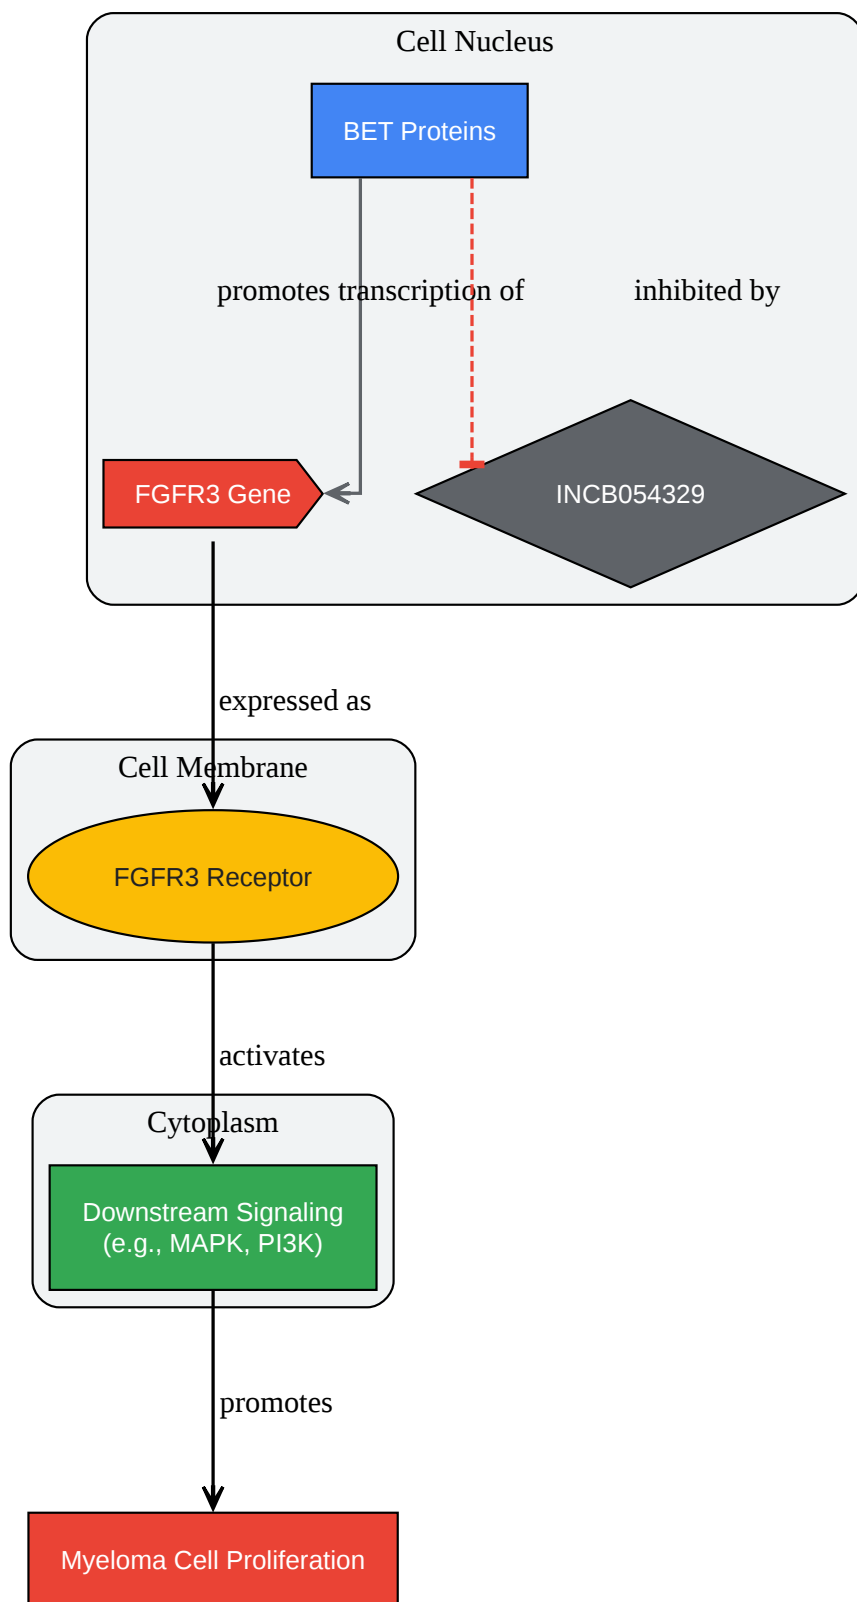 Cell Nucleus
BET Proteins
promotes transcription of
inhibited by
FGFR3 Gene
INCB054329
expressed as
Cell Membrane
FGFR3 Receptor
activates
Cytoplasm
Downstream Signaling
(e.g., MAPK, PI3K)
promotes
Myeloma Cell Proliferation